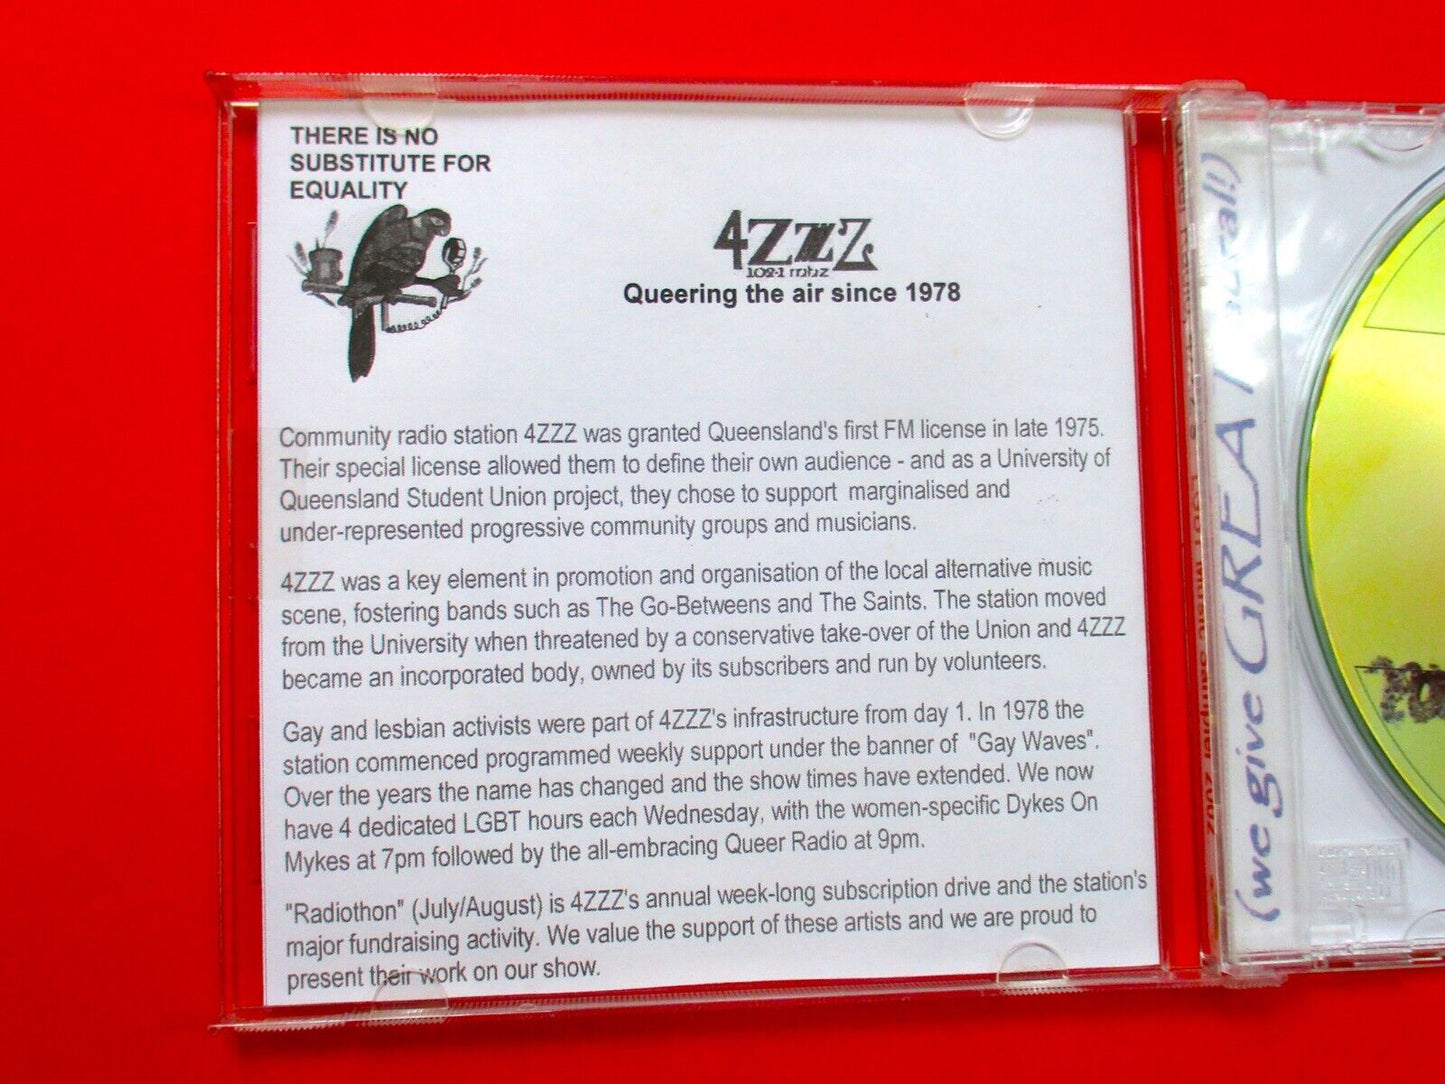 THERE IS NO
SUBSTITUTE FOR
EQUALITY
4ZzZ
102.1 mhz
Queering the air since 1978
Community radio station 4ZZZ was granted Queensland's first FM license in late 1975.
Their special license allowed them to define their own audience - and as a University of
Queensland Student Union project, they chose to support marginalised and
under-represented progressive community groups and musicians.
4ZZZ was a key element in promotion and organisation of the local alternative music
scene, fostering bands such as The Go-Betweens and The Saints. The station moved
from the University when threatened by a conservative take-over of the Union and 4ZZZ
became an incorporated body, owned by its subscribers and run by volunteers.
Gay and lesbian activists were part of 4ZZZ's infrastructure from day 1. In 1978 the
station commenced programmed weekly support under the banner of "Gay Waves".
Over the years the name has changed and the show times have extended. We now
have 4 dedicated LGBT hours each Wednesday, with the women-specific Dykes On
Mykes at 7pm followed by the all-embracing Queer Radio at 9pm.
"Radiothon" (July/August) is 4ZZZ's annual week-long subscription drive and the station's
major fundraising activity. We value the support of these artists and we are proud to
present their work on our show.
(we give GREAT
music sampler 2002